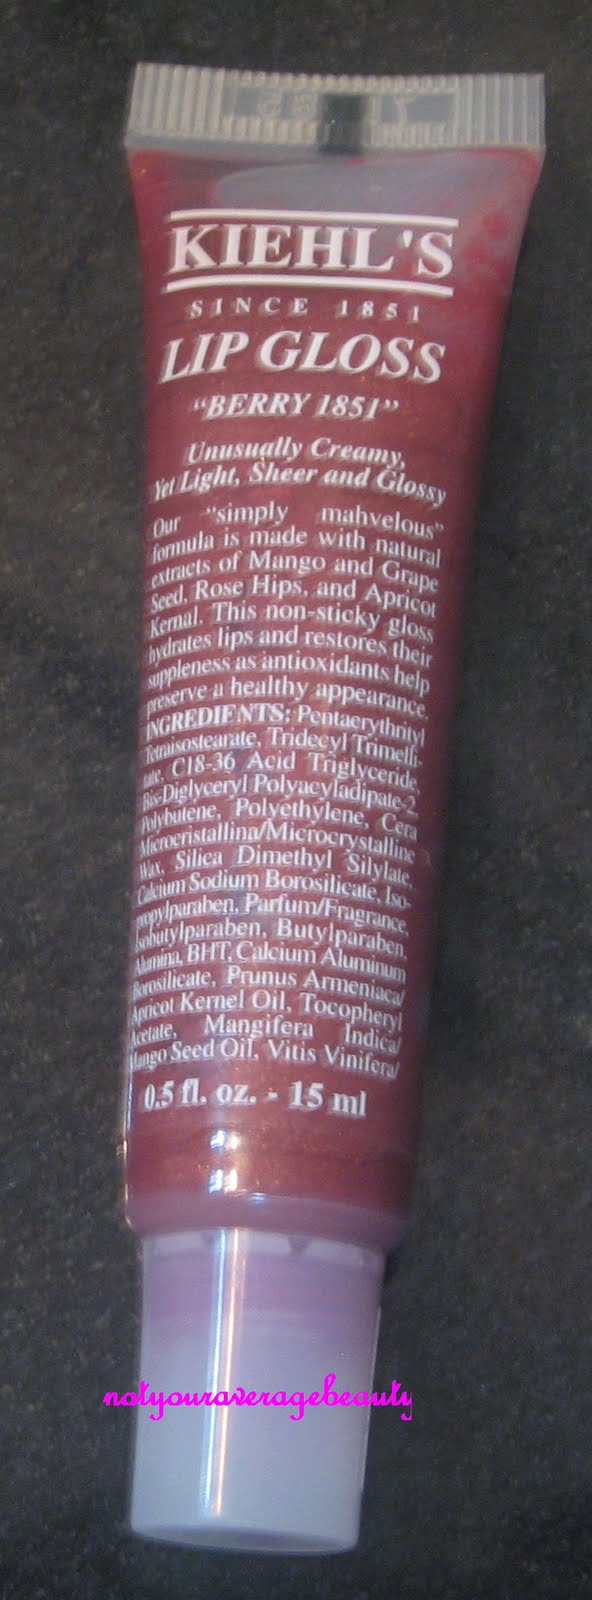 KIEHL'S
SINCE 1851
LIP GLOSS
"BERRY 1851"
Unusually Creamy,
Yet Light, Sheer and Glossy
Our "simply mahvelous"
formula is made with natural
extracts of Mango and Grape
Seed, Rose Hips, and Apricot
Kernal. This non-sticky gloss
hydrates lips and restores their
suppleness as antioxidants help
preserve a healthy appearance.
INGREDIENTS: Pentaerythrityl
Tetraisostearate, Tridecyl Trimelli-
tate, C18-36 Acid Triglyceride,
Bis-Diglyceryl Polyacyladipate-2,
Polybutene, Polyethylene, Cera
Microcristallina/Microcrystalline
Wax, Silica Dimethyl Silylate,
Calcium Sodium Borosilicate, Iso-
propylparaben, Parfum/Fragrance,
Isobutylparaben, Butylparaben,
Alumina, BHT, Calcium Aluminum
Borosilicate, Prunus Armeniaca/
Apricot Kernel Oil, Tocopheryl
Acetate, Mangifera Indica/
Mango Seed Oil, Vitis Vinifera/
0.5 fl. oz. - 15 ml
notyouraveragebeauty